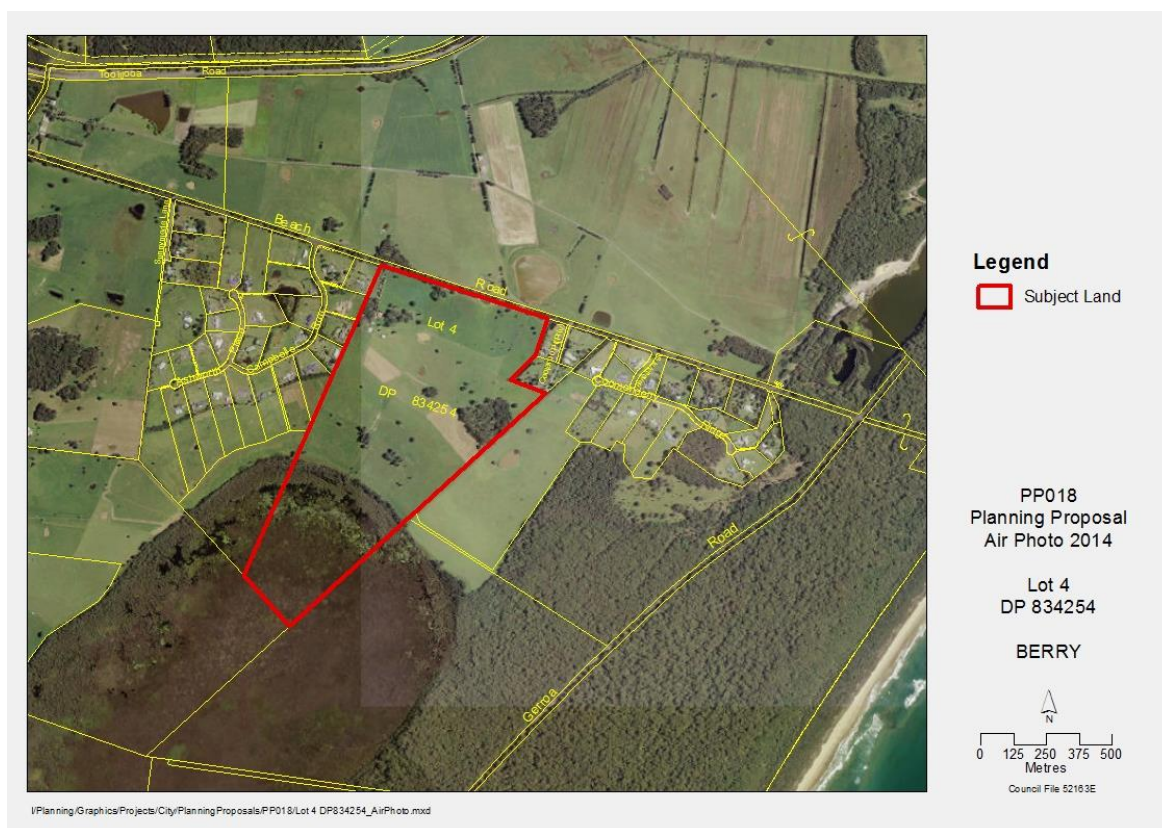 Toolijooa Road
Beach Road
Lot 4
DP 834254
Campbells Run
Road
Gerroa
Legend
Subject Land
PP018
Planning Proposal
Air Photo 2014
Lot 4
DP 834254
BERRY
N
0 125 250 375 500
Metres
Council File 52163E
I/Planning/Graphics/Projects/City/PlanningProposals/PP018/Lot 4 DP834254_AirPhoto.mxd